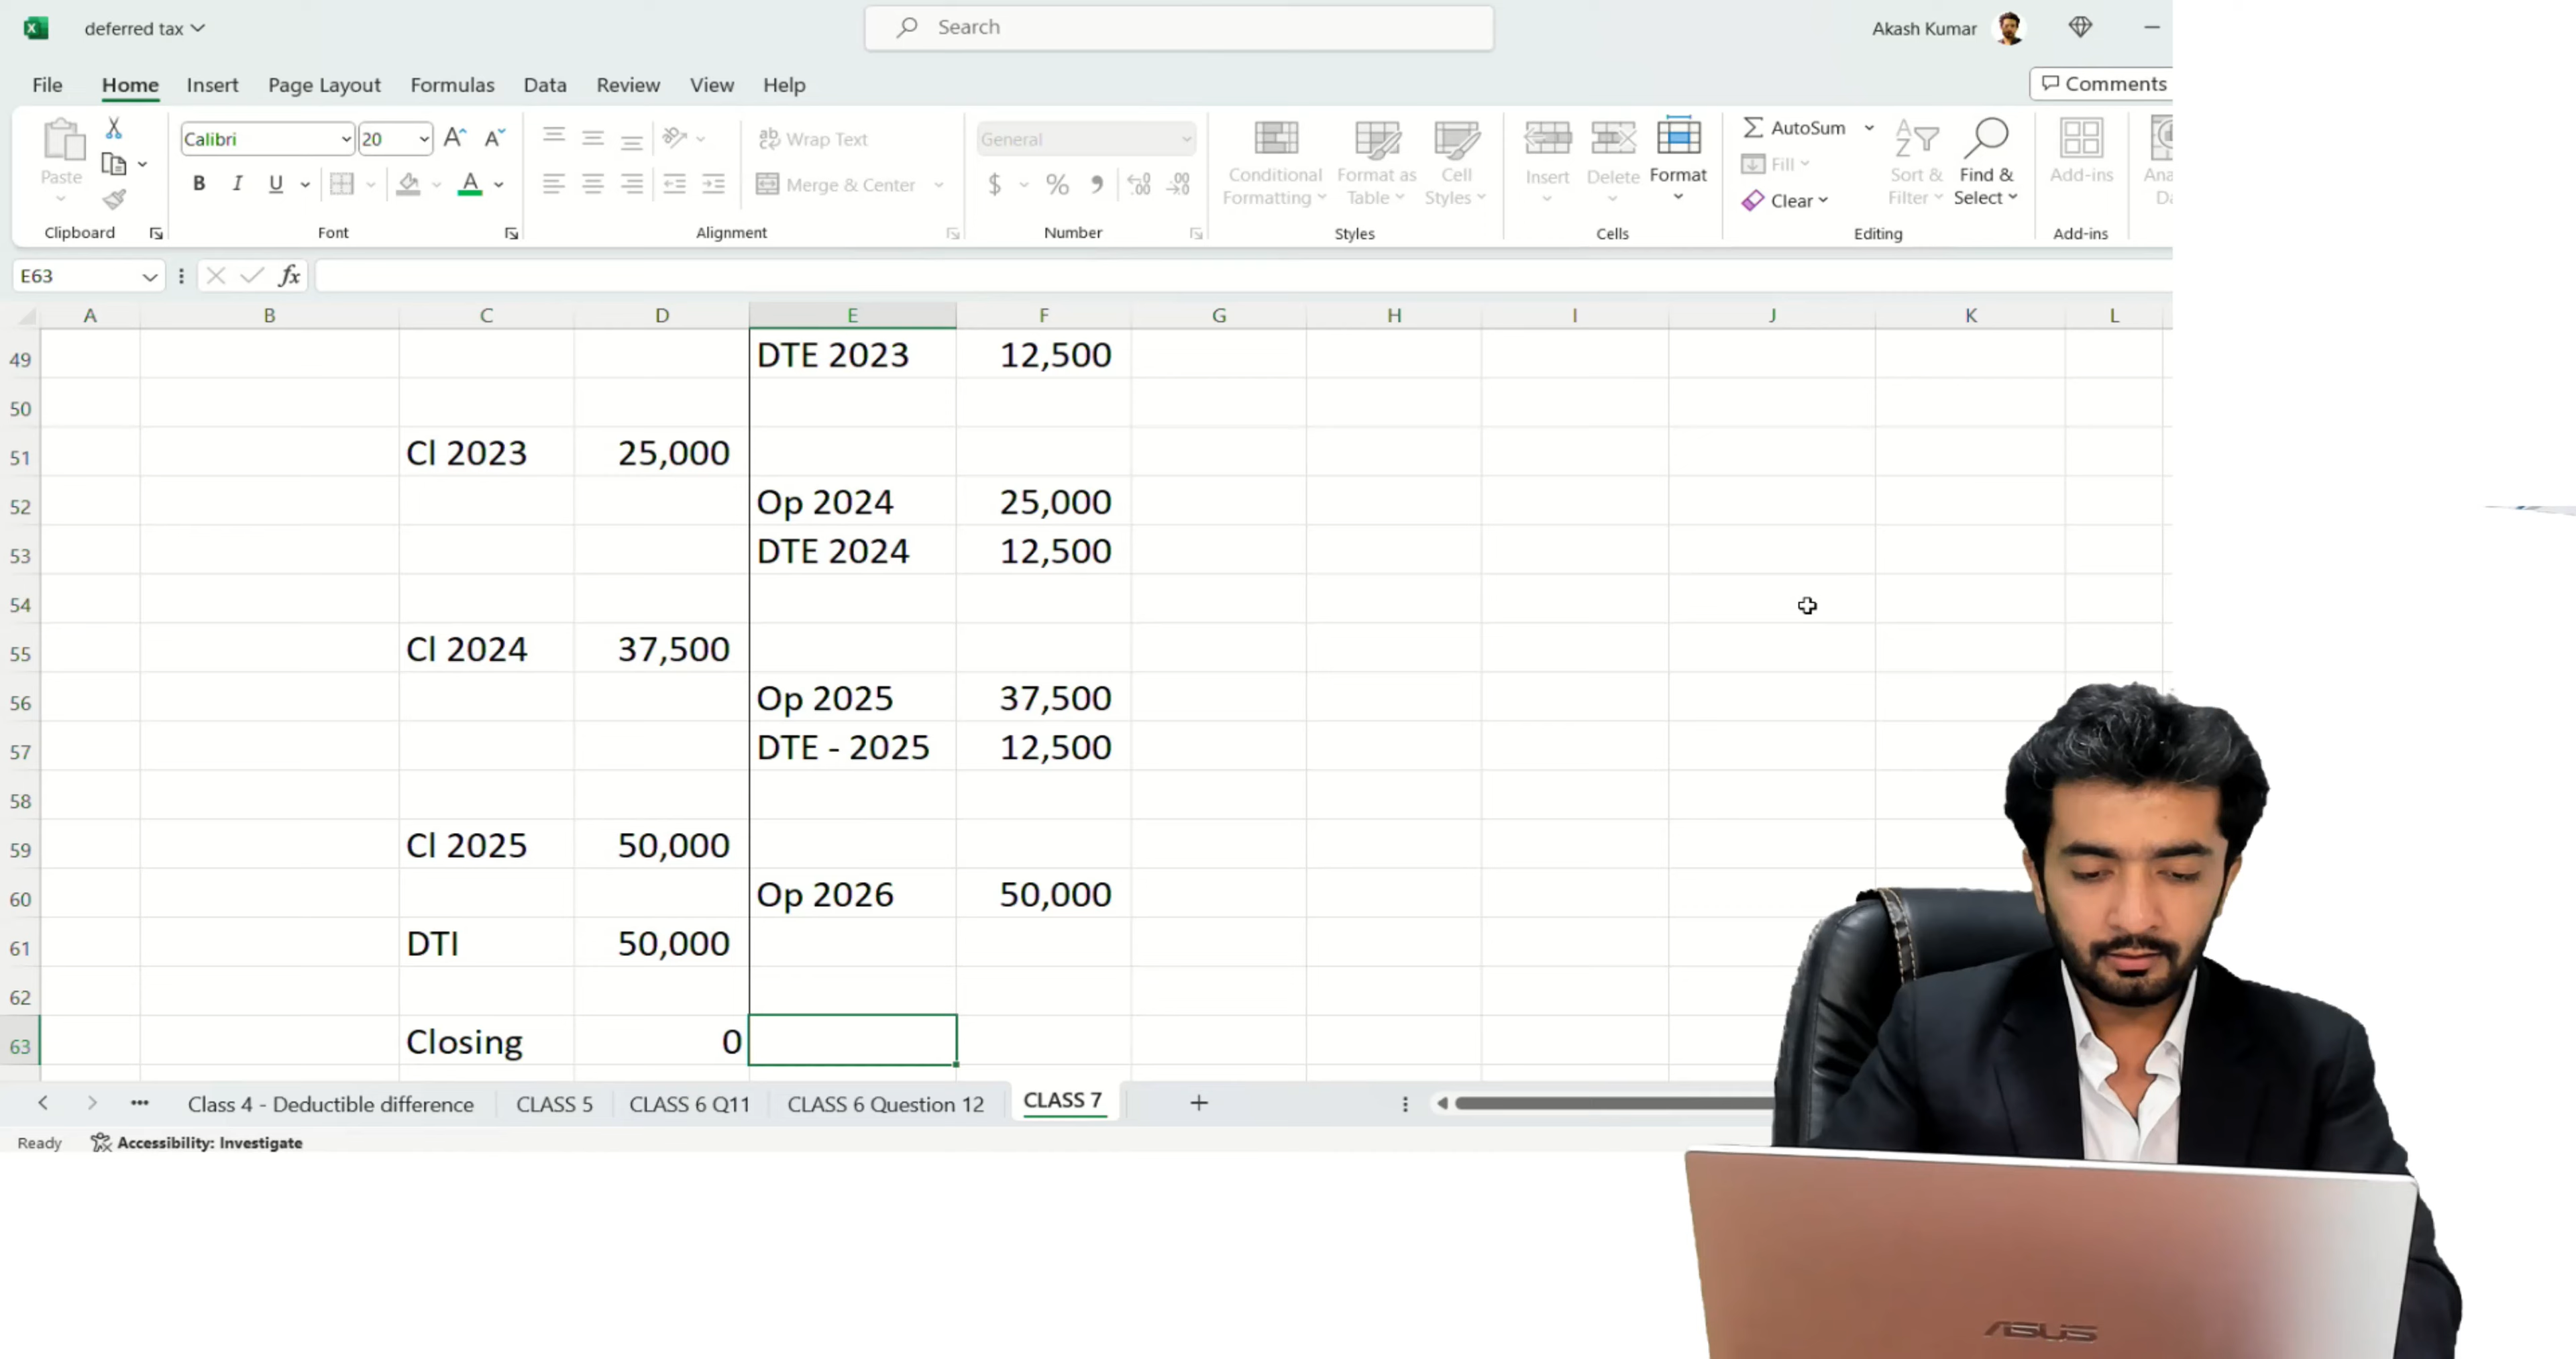 deferred tax
Search
Akash Kumar
File Home Insert Page Layout Formulas Data Review View Help
Comments
Paste
Calibri 20
Wrap Text
General
Merge & Center
Conditional Formatting
Format as Table
Cell Styles
Insert Delete Format
AutoSum
Fill
Clear
Sort & Filter
Find & Select
Add-ins
Clipboard Font Alignment Number Styles Cells Editing Add-ins
E63 fx
A B C D E F G H I J K L
49 DTE 2023 12,500
50
51 Cl 2023 25,000
52 Op 2024 25,000
53 DTE 2024 12,500
54
55 Cl 2024 37,500
56 Op 2025 37,500
57 DTE - 2025 12,500
58
59 Cl 2025 50,000
60 Op 2026 50,000
61 DTI 50,000
62
63 Closing 0
Class 4 - Deductible difference CLASS 5 CLASS 6 Q11 CLASS 6 Question 12 CLASS 7
Ready Accessibility: Investigate
ASUS